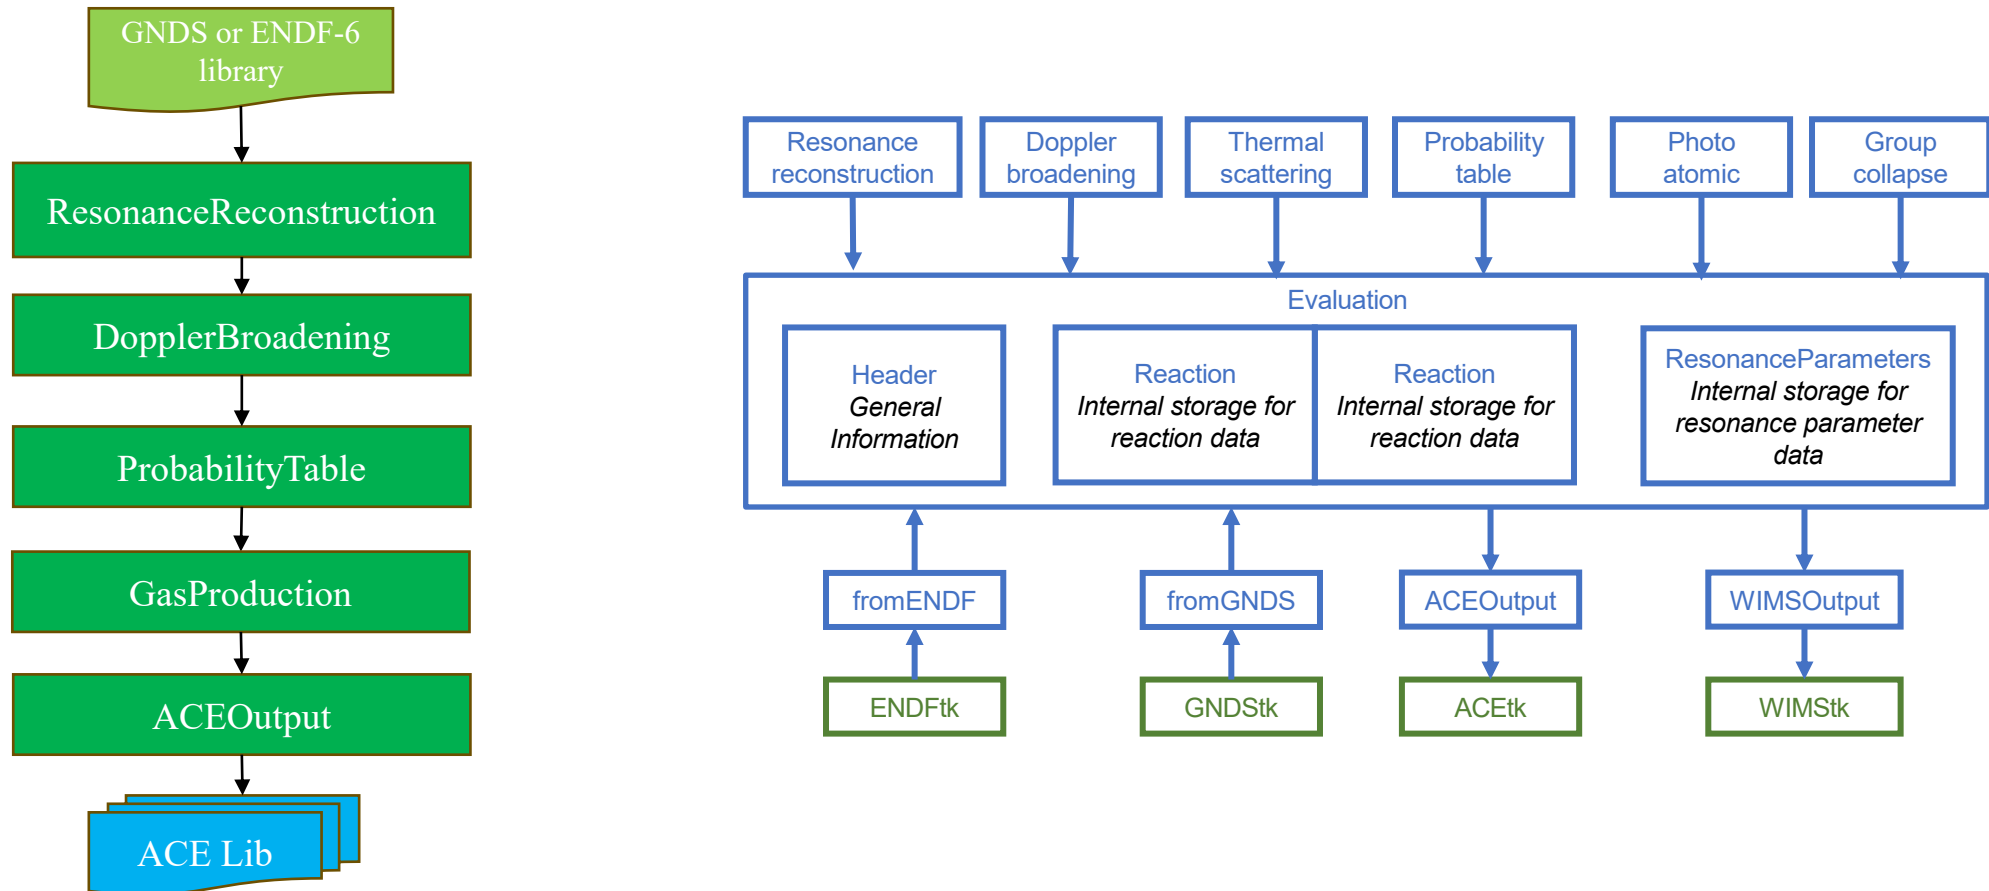 GNDS or ENDF-6
library
ResonanceReconstruction
DopplerBroadening
ProbabilityTable
GasProduction
ACEOutput
ACE Lib
Resonance
reconstruction
Doppler
broadening
Thermal
scattering
Probability
table
Photo
atomic
Group
collapse
Evaluation
Header
General
Information
Reaction
Internal storage for
reaction data
Reaction
Internal storage for
reaction data
ResonanceParameters
Internal storage for
resonance parameter
data
fromENDF
fromGNDS
ACEOutput
WIMSOutput
ENDFtk
GNDStk
ACEtk
WIMStk